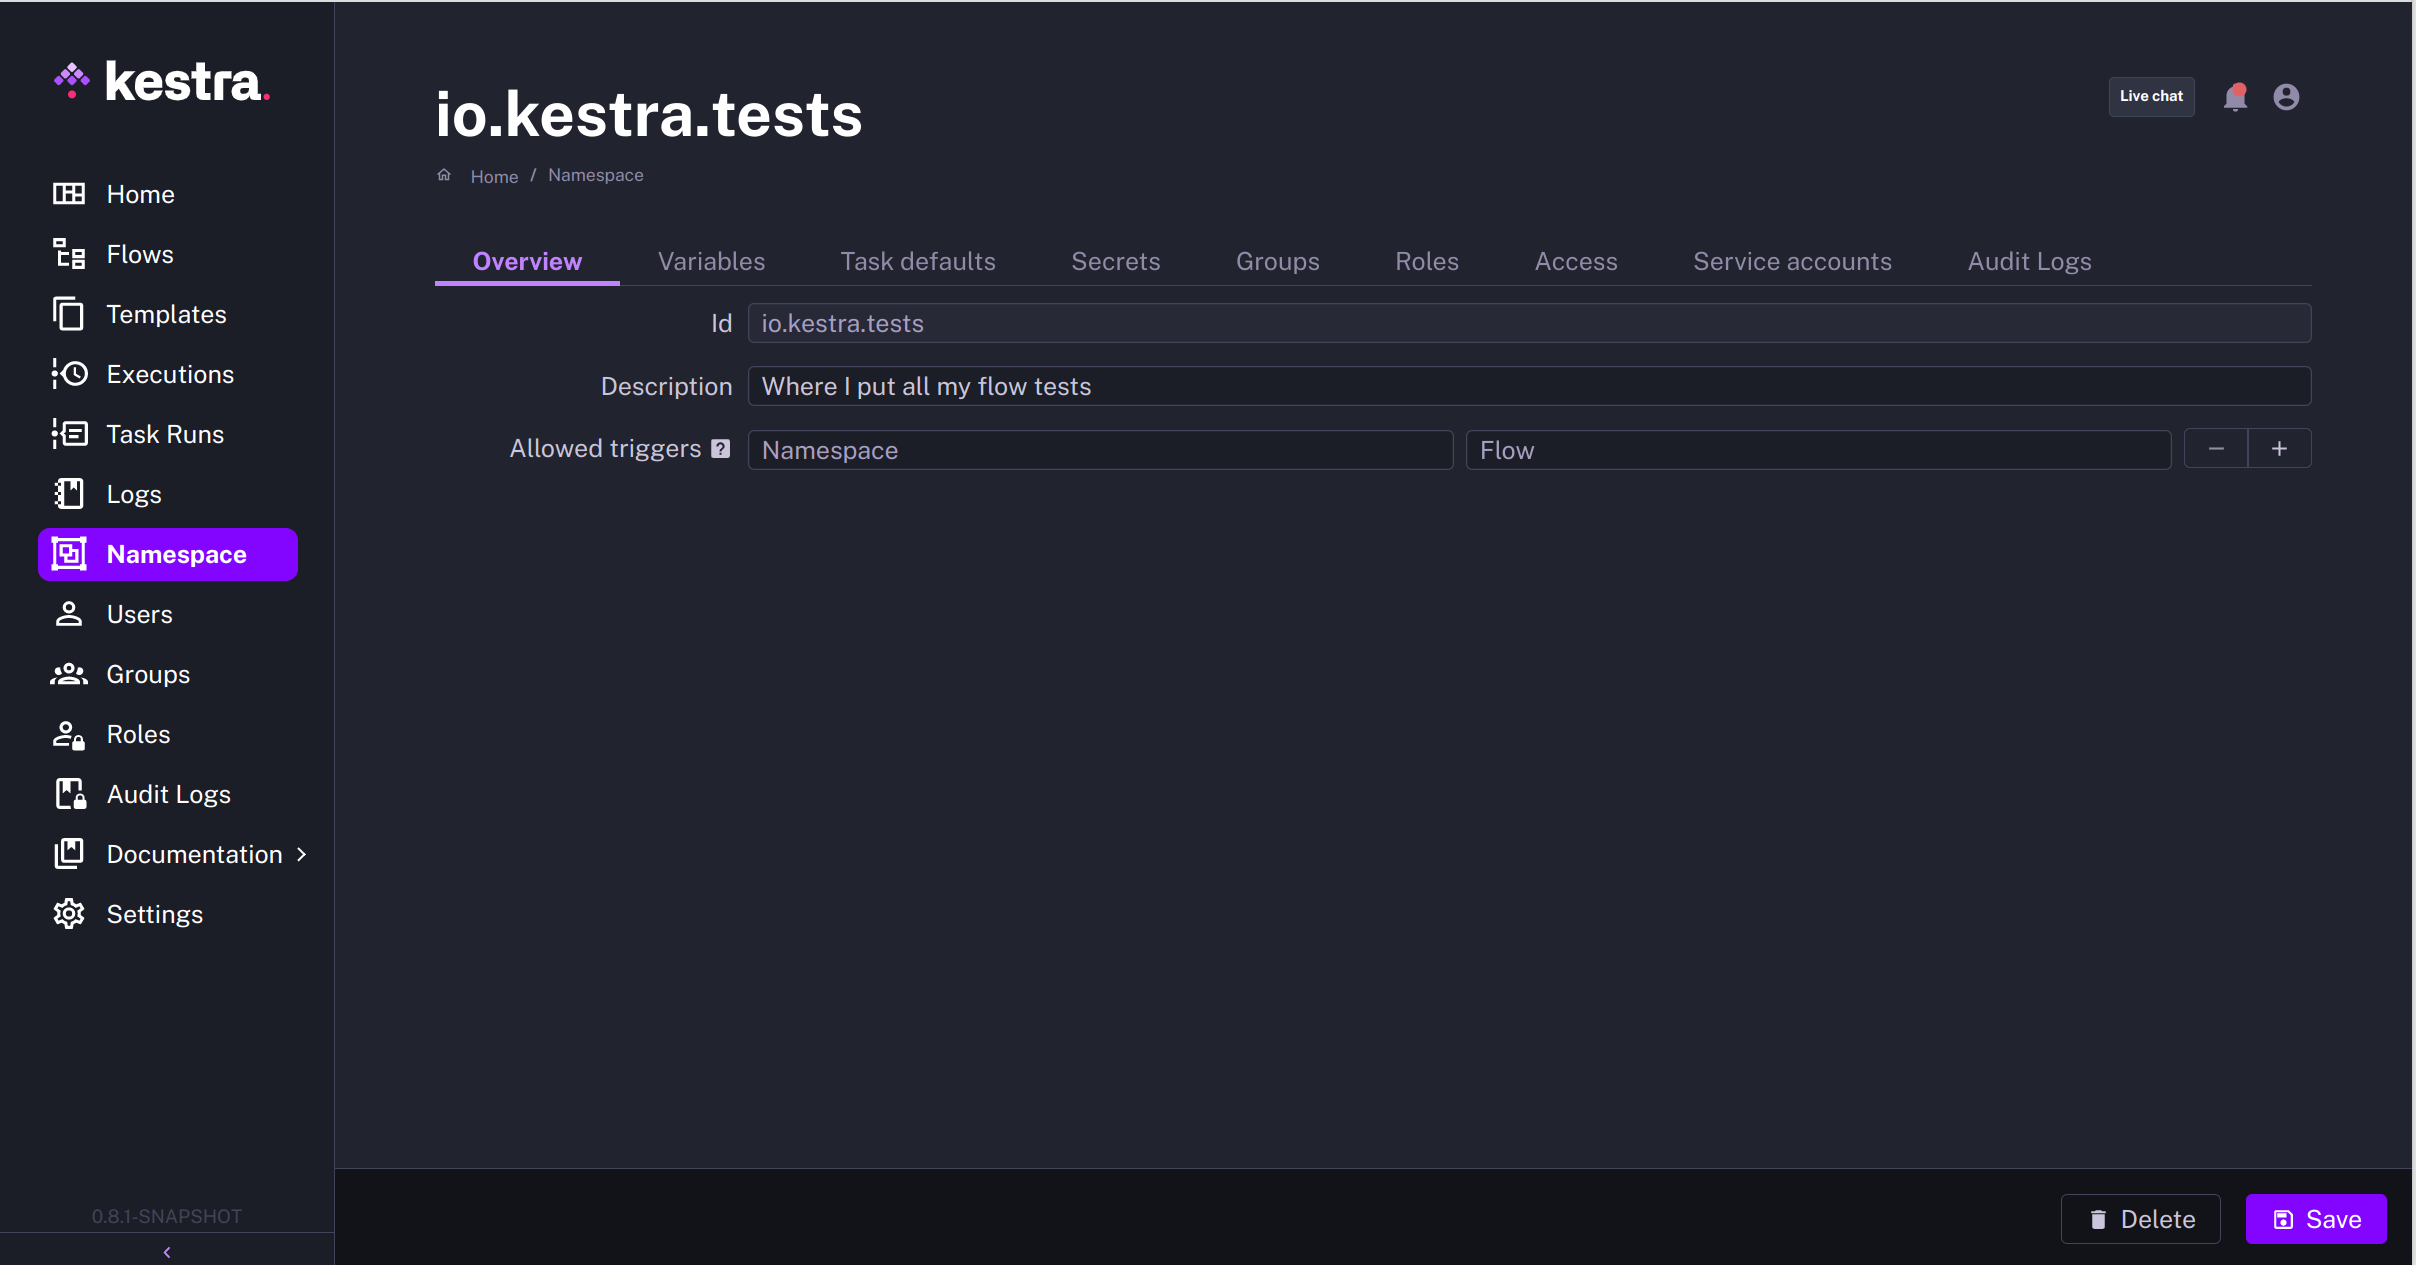 kestra.
Home
Flows
Templates
Executions
Task Runs
Logs
Namespace
Users
Groups
Roles
Audit Logs
Documentation
Settings
0.8.1-SNAPSHOT
io.kestra.tests
Live chat
Home / Namespace
Overview Variables Task defaults Secrets Groups Roles Access Service accounts Audit Logs
Id io.kestra.tests
Description Where I put all my flow tests
Allowed triggers ? Namespace Flow
Delete Save